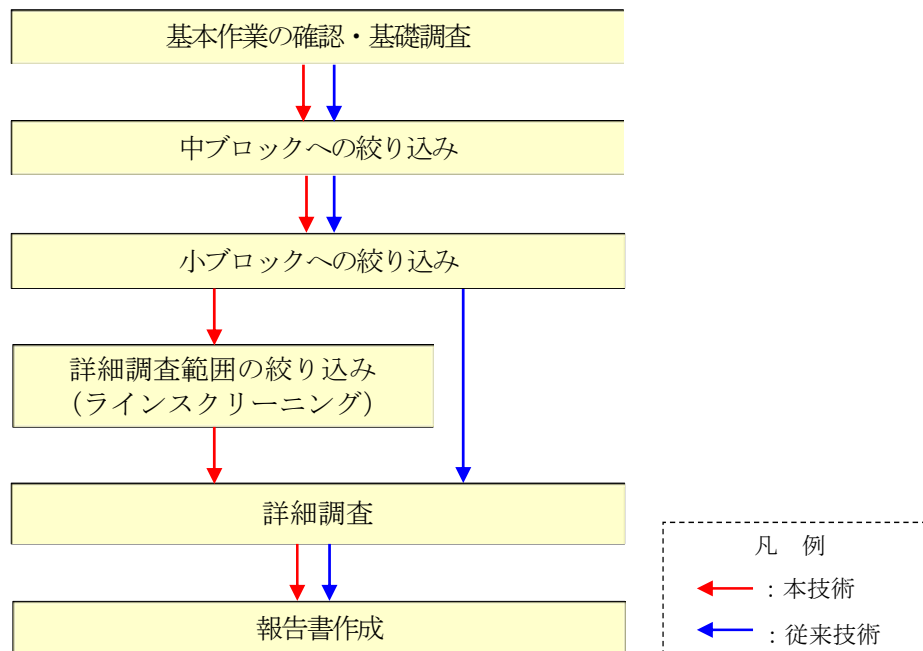 基本作業の確認・基礎調査
中ブロックへの絞り込み
小ブロックへの絞り込み
詳細調査範囲の絞り込み
（ラインスクリーニング）
詳細調査
報告書作成
凡　例
：本技術
：従来技術